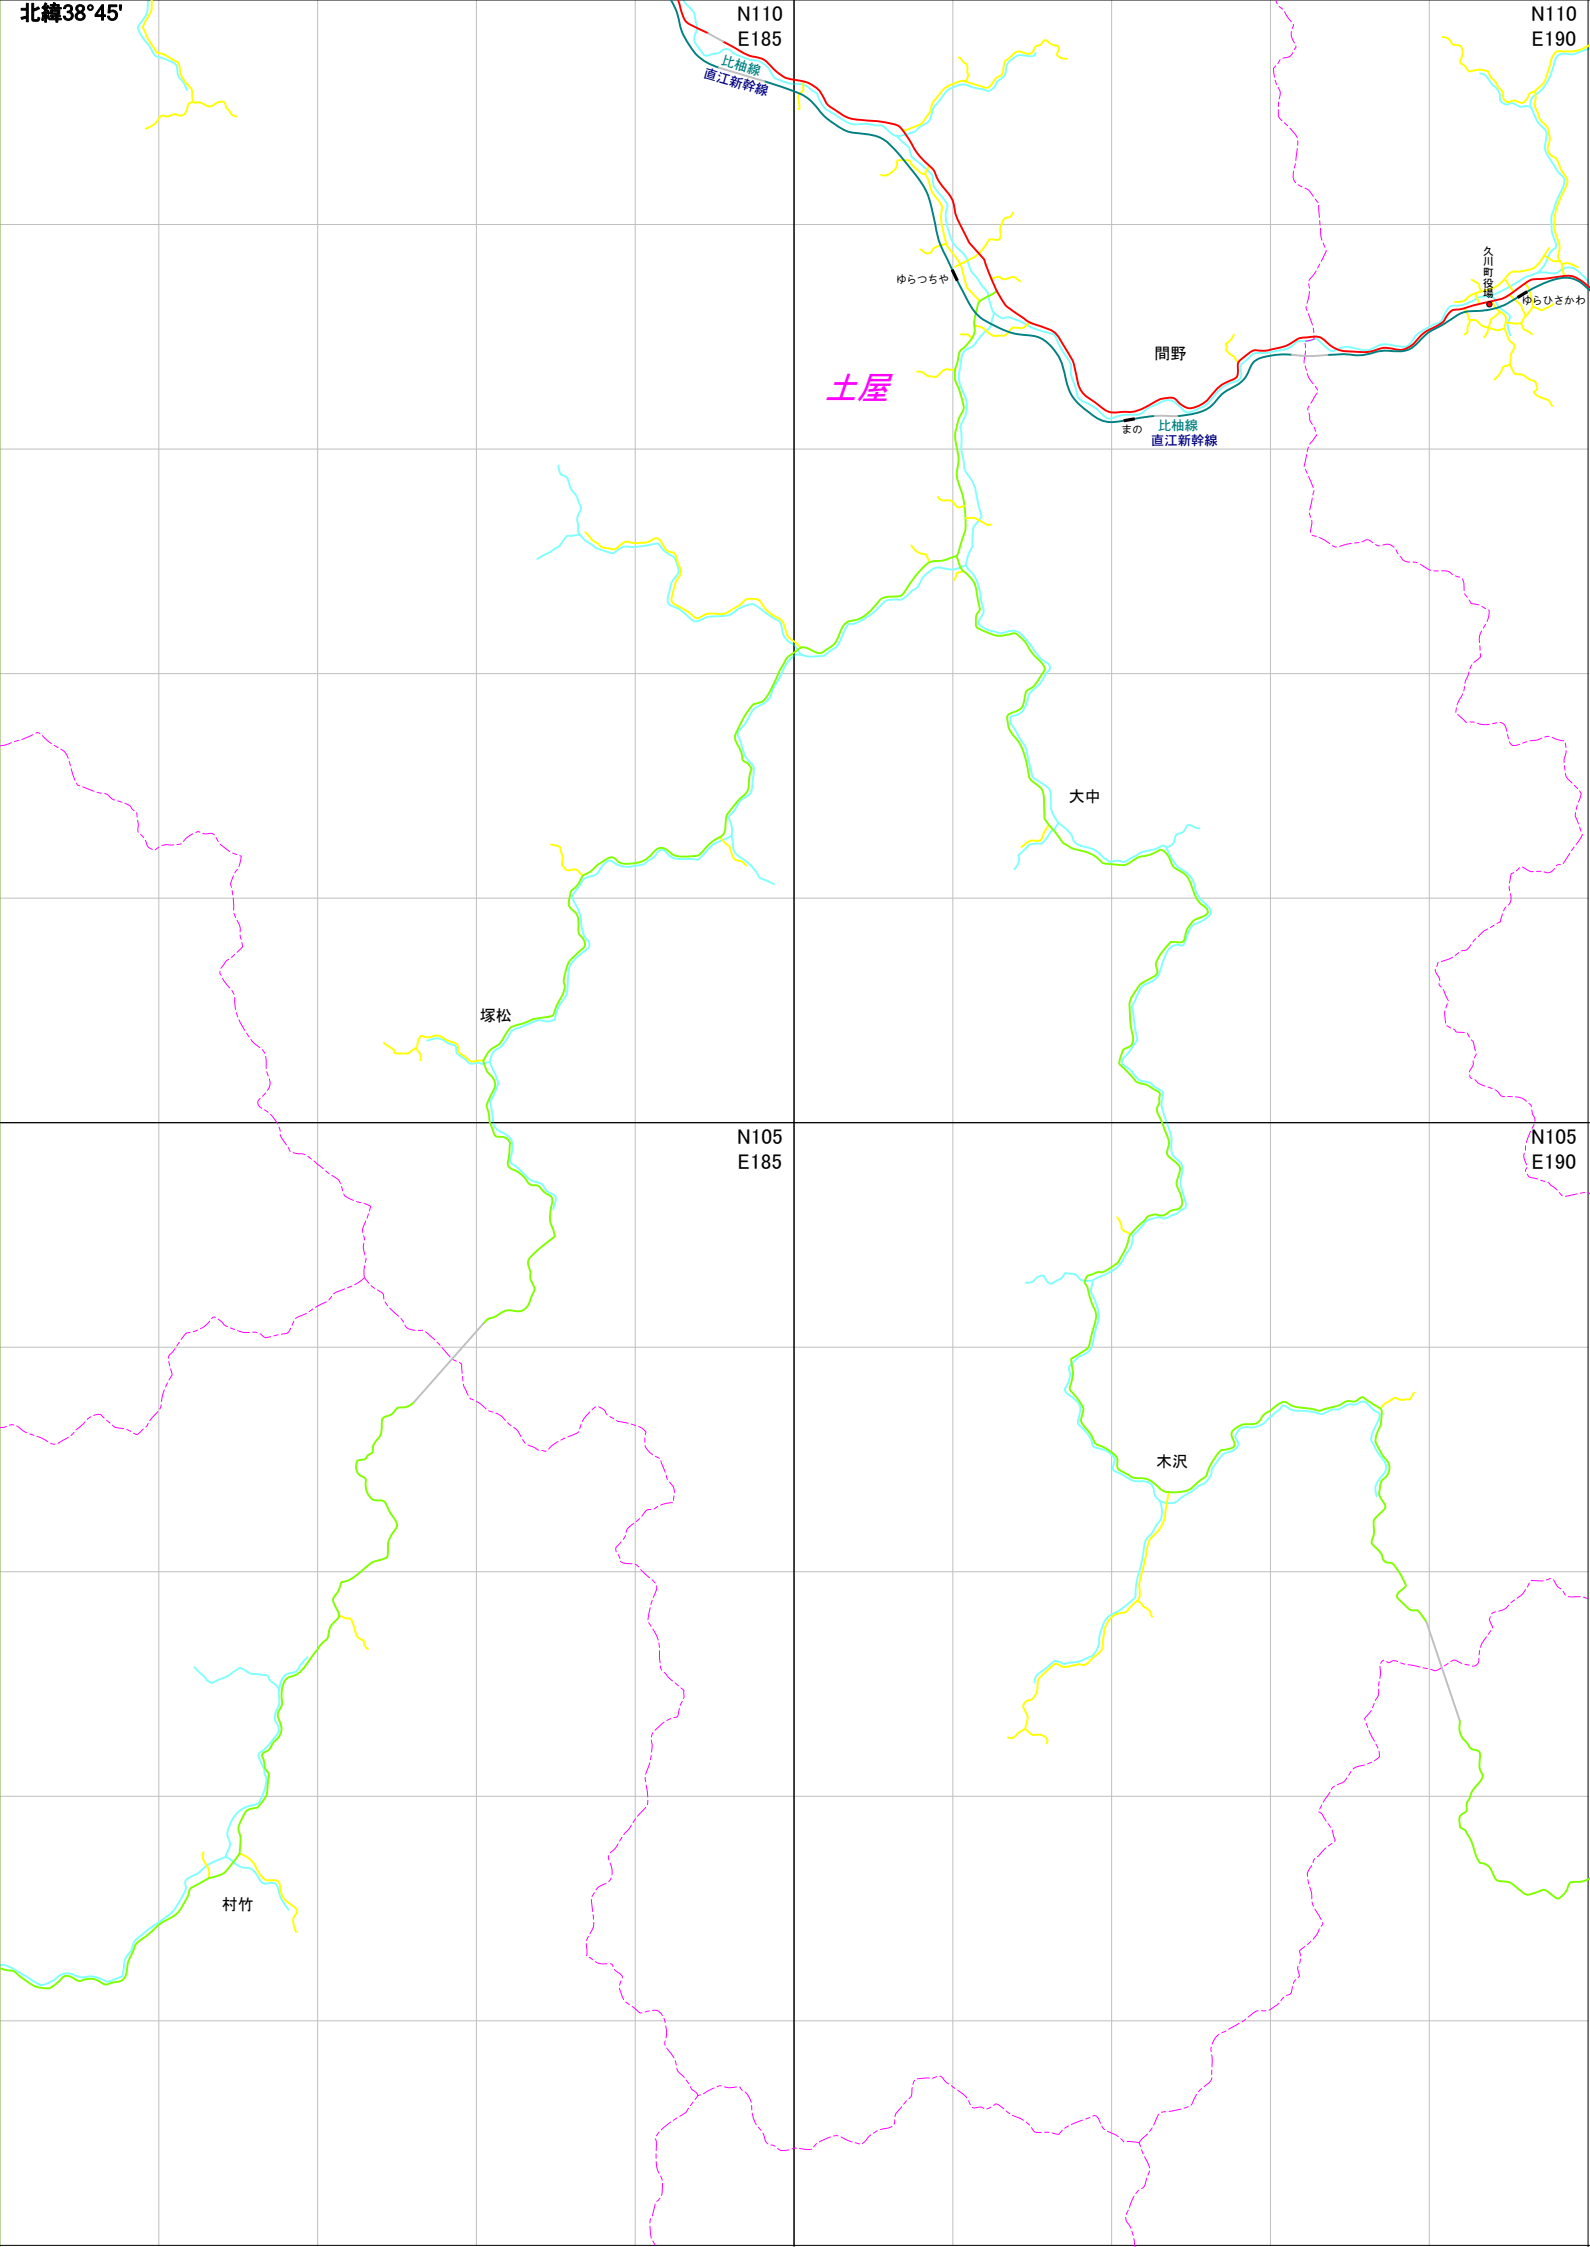 北緯38°45'
N110
E185
N110
E190
比柚線
直江新幹線
久川町役場
ゆらつちや
ゆらひさかわ
間野
土屋
まの
比柚線
直江新幹線
大中
塚松
N105
E185
N105
E190
木沢
村竹